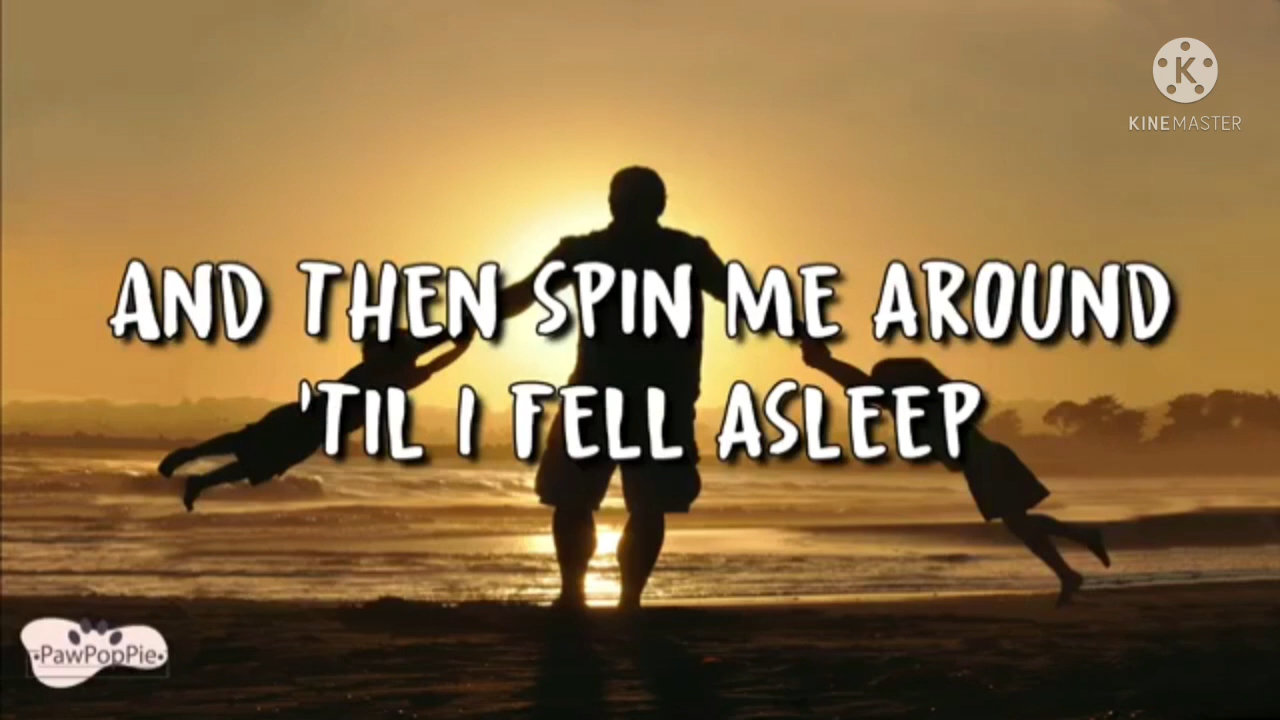 K
KINEMASTER
AND THEN SPIN ME AROUND
'TIL I FELL ASLEEP
•PawPopPie•